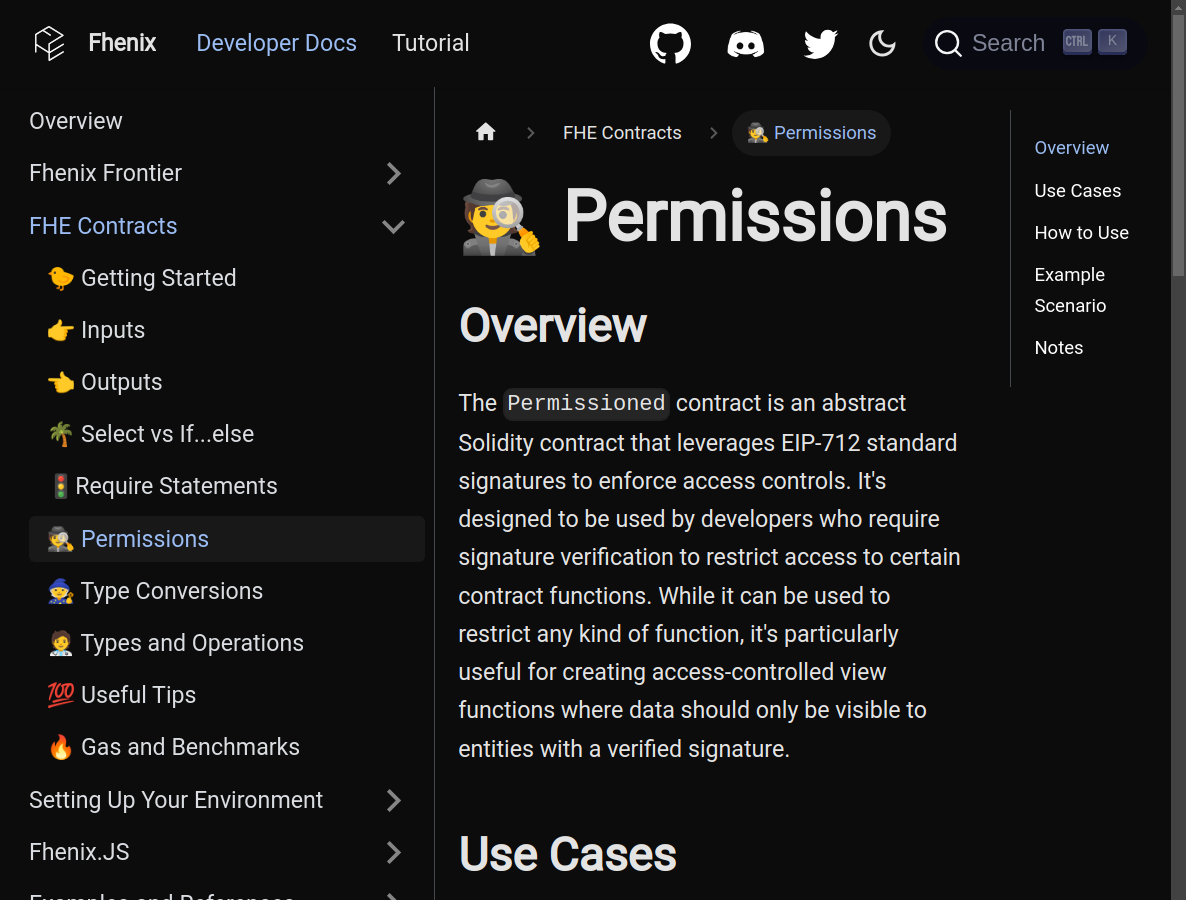 Fhenix
Developer Docs
Tutorial
Search
CTRL
K
Overview
Fhenix Frontier
FHE Contracts
🐤 Getting Started
👉 Inputs
👈 Outputs
🌴 Select vs If...else
🚦Require Statements
🕵️ Permissions
🧙 Type Conversions
🧑‍⚕️ Types and Operations
💯 Useful Tips
🔥 Gas and Benchmarks
Setting Up Your Environment
Fhenix.JS
Examples and References
FHE Contracts
🕵️ Permissions
🕵️ Permissions
Overview
The Permissioned contract is an abstract
Solidity contract that leverages EIP-712 standard
signatures to enforce access controls. It's
designed to be used by developers who require
signature verification to restrict access to certain
contract functions. While it can be used to
restrict any kind of function, it's particularly
useful for creating access-controlled view
functions where data should only be visible to
entities with a verified signature.
Use Cases
Overview
Use Cases
How to Use
Example
Scenario
Notes